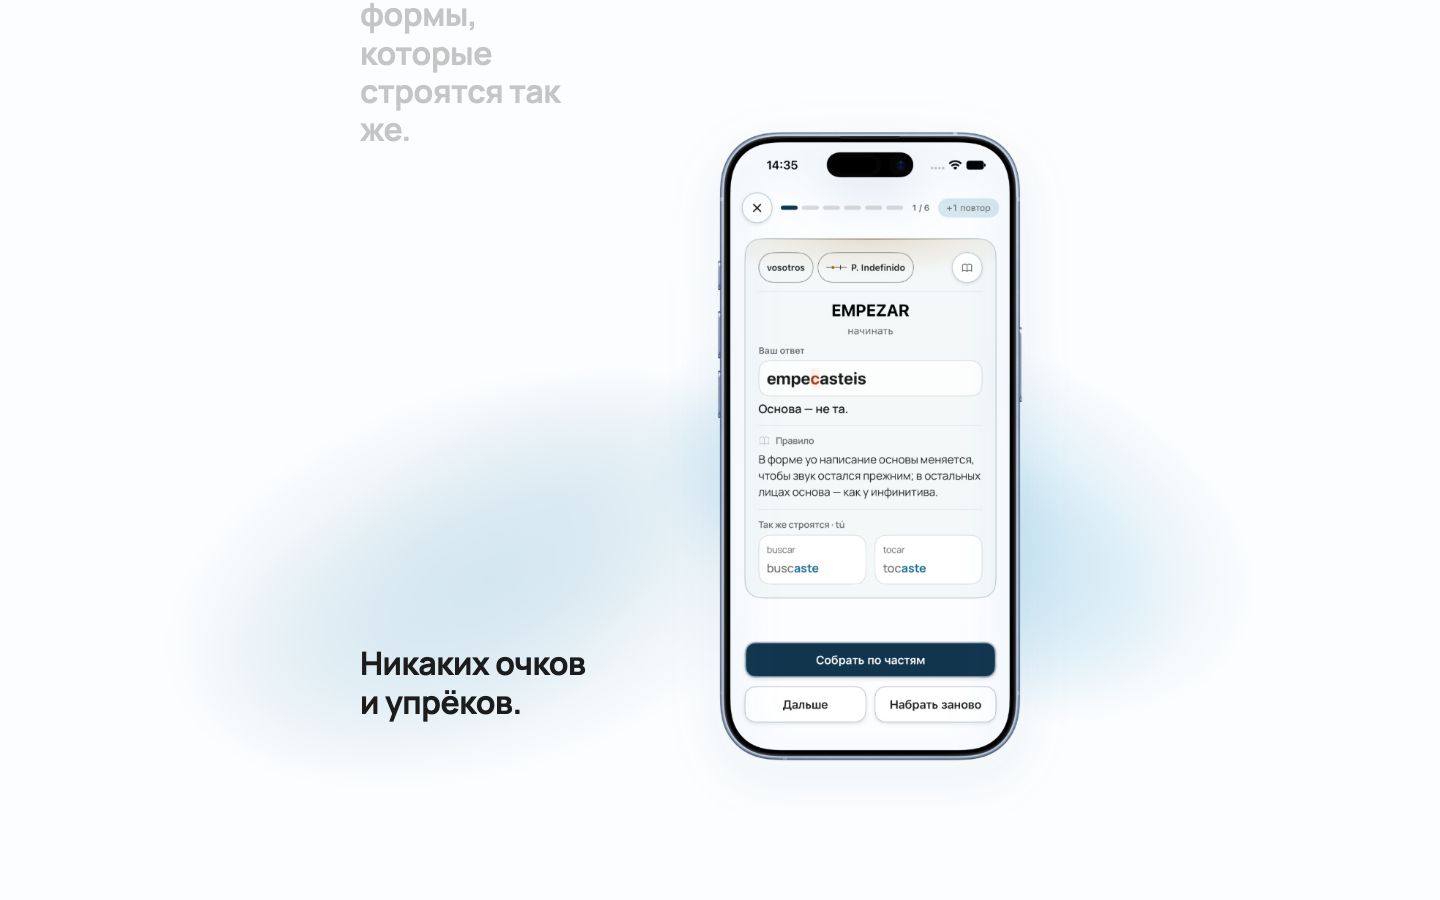 формы,
которые
строятся так
же.
Никаких очков
и упрёков.
14:35
1 / 6
+1 повтор
vosotros
P. Indefinido
EMPEZAR
начинать
Ваш ответ
empecasteis
Основа — не та.
Правило
В форме yo написание основы меняется,
чтобы звук остался прежним; в остальных
лицах основа — как у инфинитива.
Так же строятся · tú
buscar
buscaste
tocar
tocaste
Собрать по частям
Дальше
Набрать заново